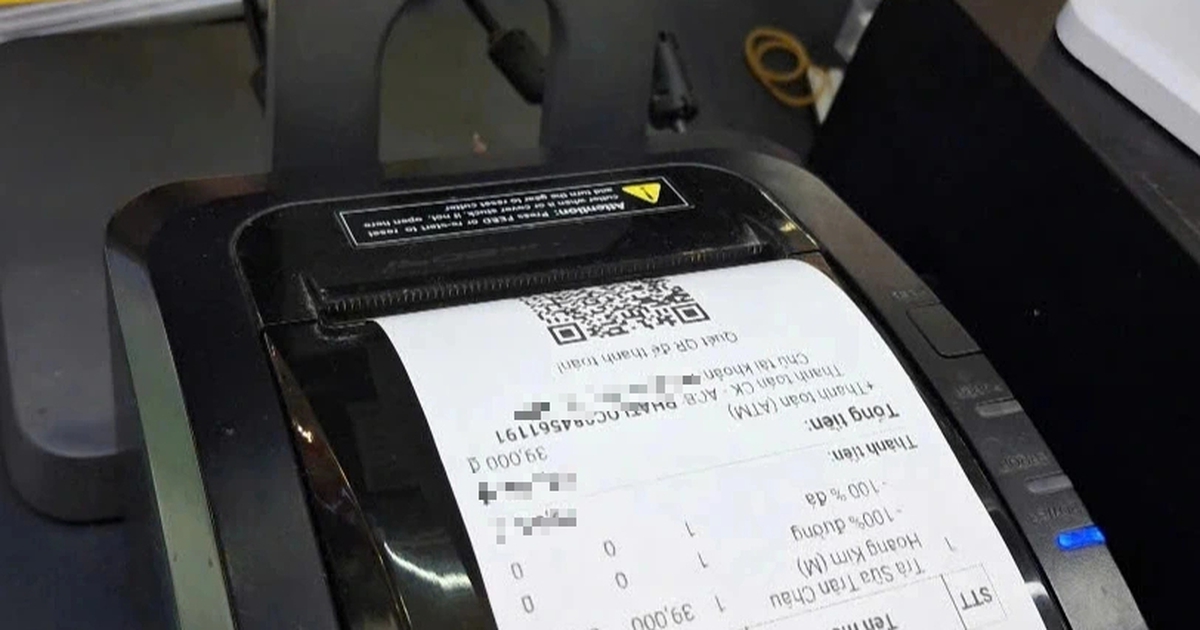 STT Tên
1 Trà Sữa Trân Châu 1 39,000
Hoàng Kim (M)
-100% đường 1 0 0
-100 % đá 1 0 0
Thành tiền:
Tổng tiền:
+Thanh toán (ATM) 39,000 đ
Thanh toán CK - ACB:
Chủ tài khoản
Quét QR để thanh toán!
Attention: Press FEED or re-start to reset
cutter when it or cover stuck if not, open here
and turn the gear to reset cutter